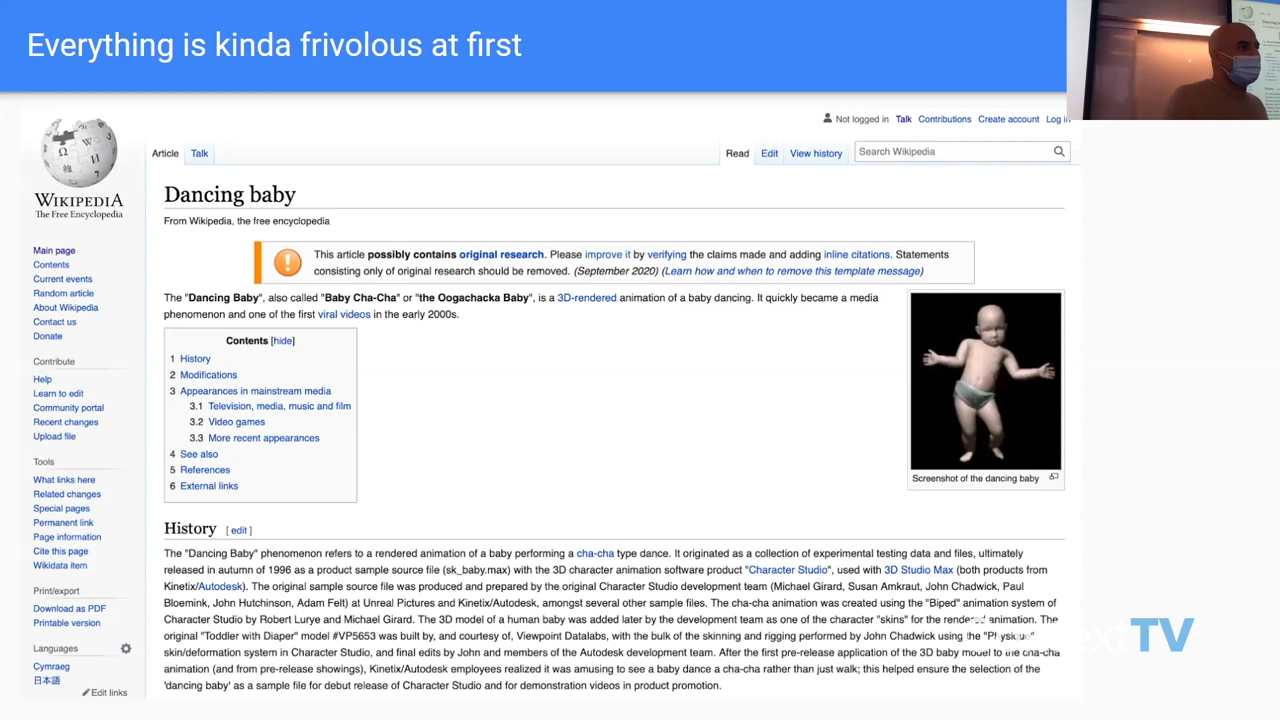 Everything is kinda frivolous at first
Not logged in Talk Contributions Create account Log in
Article Talk Read Edit View history Search Wikipedia
WIKIPEDIA
The Free Encyclopedia
Main page
Contents
Current events
Random article
About Wikipedia
Contact us
Donate
Contribute
Help
Learn to edit
Community portal
Recent changes
Upload file
Tools
What links here
Related changes
Special pages
Permanent link
Page information
Cite this page
Wikidata item
Print/export
Download as PDF
Printable version
Languages
Cymraeg
日本語
Edit links
Dancing baby
From Wikipedia, the free encyclopedia
This article possibly contains original research. Please improve it by verifying the claims made and adding inline citations. Statements
consisting only of original research should be removed. (September 2020) (Learn how and when to remove this template message)
The "Dancing Baby", also called "Baby Cha-Cha" or "the Oogachacka Baby", is a 3D-rendered animation of a baby dancing. It quickly became a media
phenomenon and one of the first viral videos in the early 2000s.
Contents [hide]
1 History
2 Modifications
3 Appearances in mainstream media
3.1 Television, media, music and film
3.2 Video games
3.3 More recent appearances
4 See also
5 References
6 External links
Screenshot of the dancing baby
History [ edit ]
The "Dancing Baby" phenomenon refers to a rendered animation of a baby performing a cha-cha type dance. It originated as a collection of experimental testing data and files, ultimately
released in autumn of 1996 as a product sample source file (sk_baby.max) with the 3D character animation software product "Character Studio", used with 3D Studio Max (both products from
Kinetix/Autodesk). The original sample source file was produced and prepared by the original Character Studio development team (Michael Girard, Susan Amkraut, John Chadwick, Paul
Bloemink, John Hutchinson, Adam Felt) at Unreal Pictures and Kinetix/Autodesk, amongst several other sample files. The cha-cha animation was created using the "Biped" animation system of
Character Studio by Robert Lurye and Michael Girard. The 3D model of a human baby was added later by the development team as one of the character "skins" for the rendered animation. The
original "Toddler with Diaper" model #VP5653 was built by, and courtesy of, Viewpoint Datalabs, with the bulk of the skinning and rigging performed by John Chadwick using the "Physique"
skin/deformation system in Character Studio, and final edits by John and members of the Autodesk development team. After the first pre-release application of the 3D baby model to the cha-cha
animation (and from pre-release showings), Kinetix/Autodesk employees realized it was amusing to see a baby dance a cha-cha rather than just walk; this helped ensure the selection of the
'dancing baby' as a sample file for debut release of Character Studio and for demonstration videos in product promotion.
TV